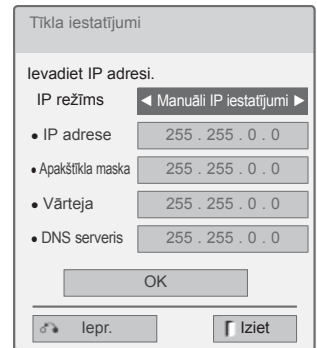 Tīkla iestatījumi
Ievadiet IP adresi.
IP režīms ◄ Manuāli IP iestatījumi ►
● IP adrese 255 . 255 . 0 . 0
● Apakštīkla maska 255 . 255 . 0 . 0
● Vārteja 255 . 255 . 0 . 0
● DNS serveris 255 . 255 . 0 . 0
OK
Iepr. Iziet